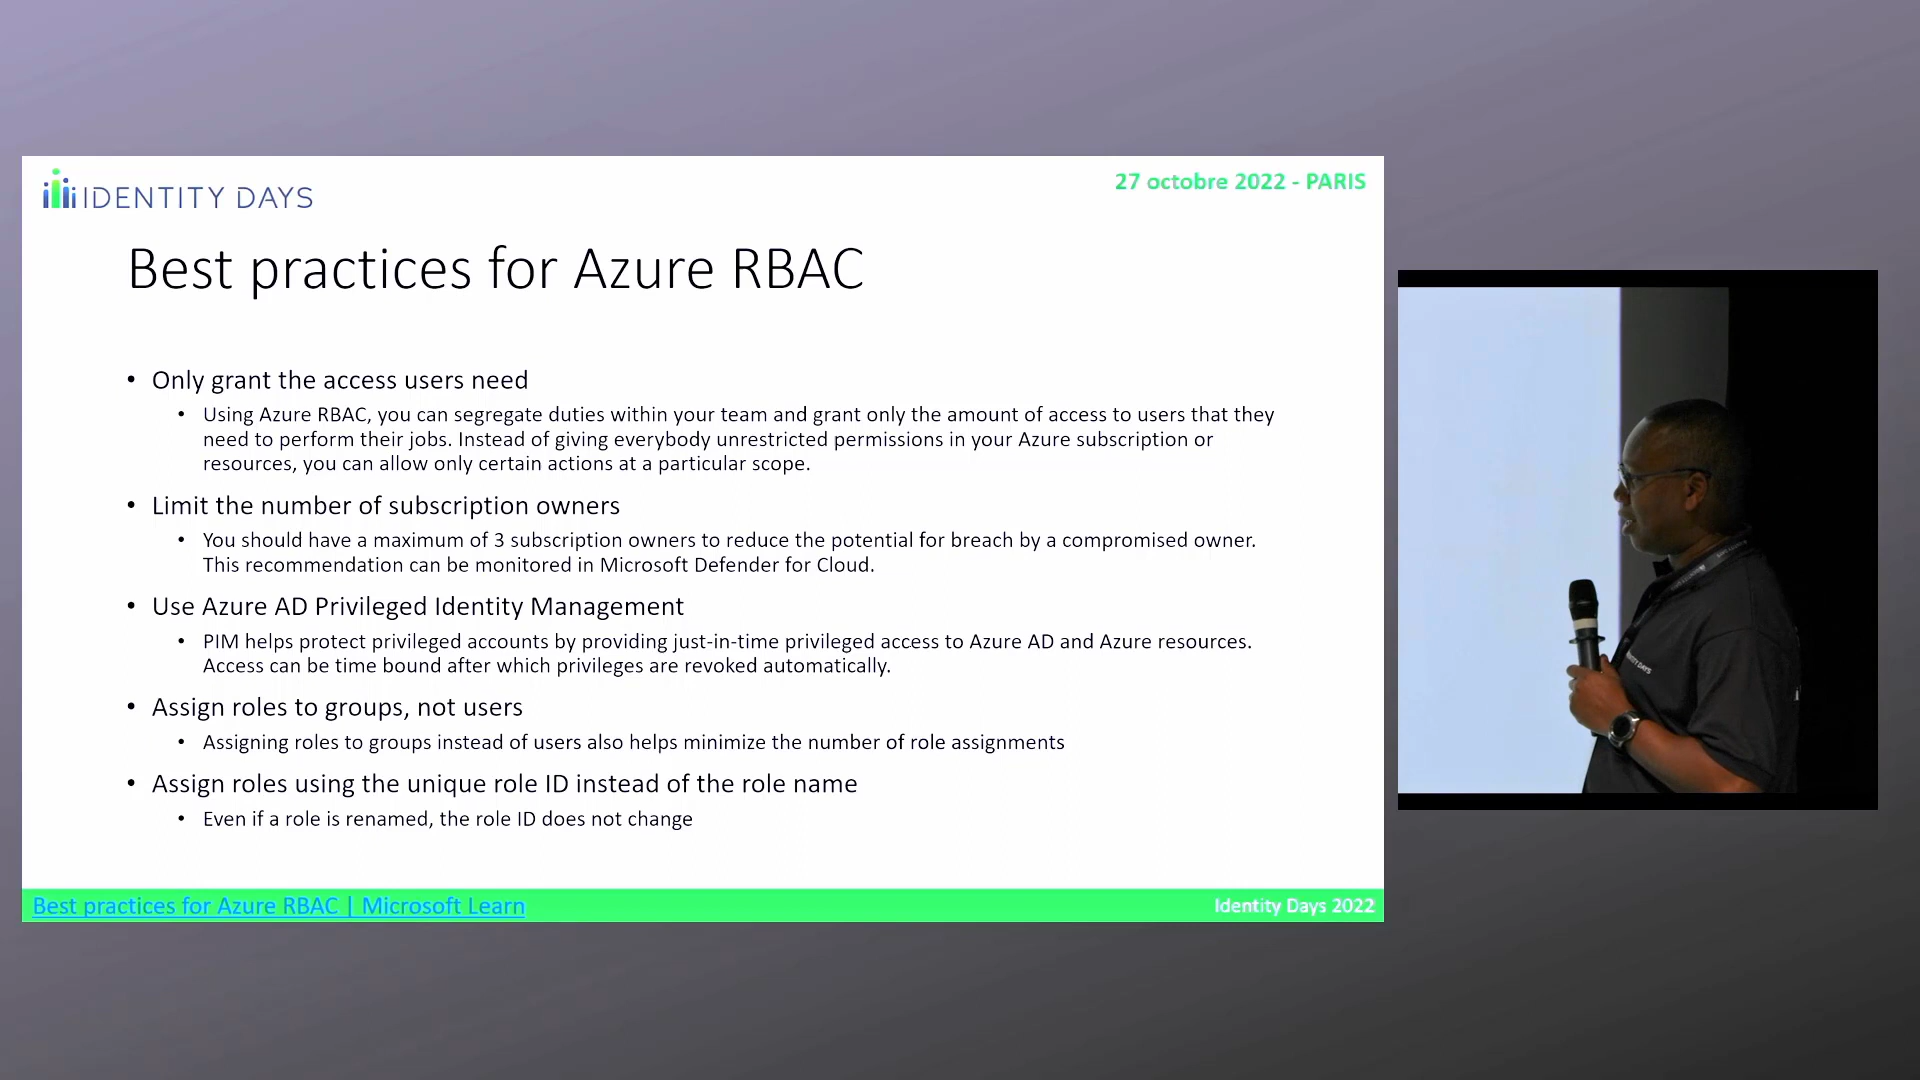 IDENTITY DAYS
27 octobre 2022 - PARIS
Best practices for Azure RBAC
• Only grant the access users need
• Using Azure RBAC, you can segregate duties within your team and grant only the amount of access to users that they
need to perform their jobs. Instead of giving everybody unrestricted permissions in your Azure subscription or
resources, you can allow only certain actions at a particular scope.
• Limit the number of subscription owners
• You should have a maximum of 3 subscription owners to reduce the potential for breach by a compromised owner.
This recommendation can be monitored in Microsoft Defender for Cloud.
• Use Azure AD Privileged Identity Management
• PIM helps protect privileged accounts by providing just-in-time privileged access to Azure AD and Azure resources.
Access can be time bound after which privileges are revoked automatically.
• Assign roles to groups, not users
• Assigning roles to groups instead of users also helps minimize the number of role assignments
• Assign roles using the unique role ID instead of the role name
• Even if a role is renamed, the role ID does not change
Best practices for Azure RBAC | Microsoft Learn
Identity Days 2022